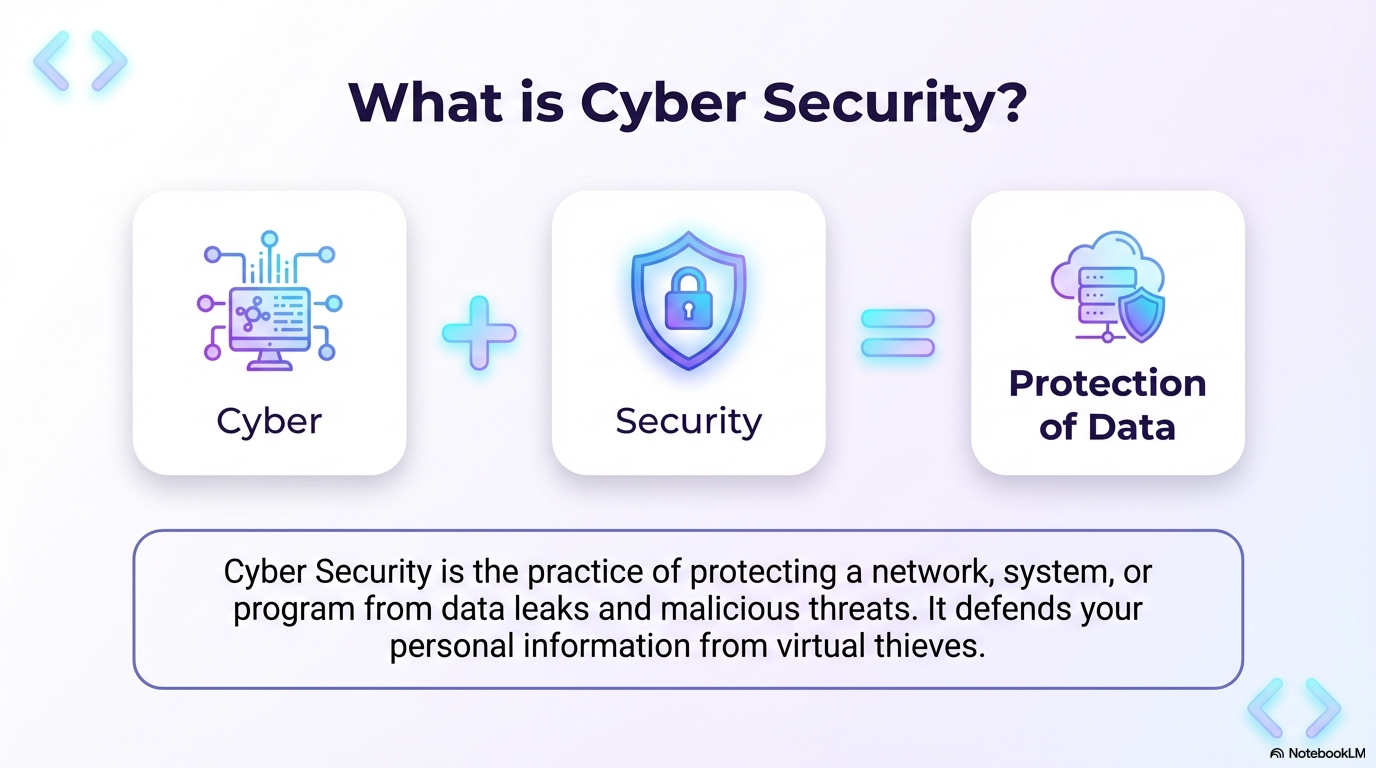 What is Cyber Security?
Cyber
Security
Protection
of Data
Cyber Security is the practice of protecting a network, system, or
program from data leaks and malicious threats. It defends your
personal information from virtual thieves.
NotebookLM